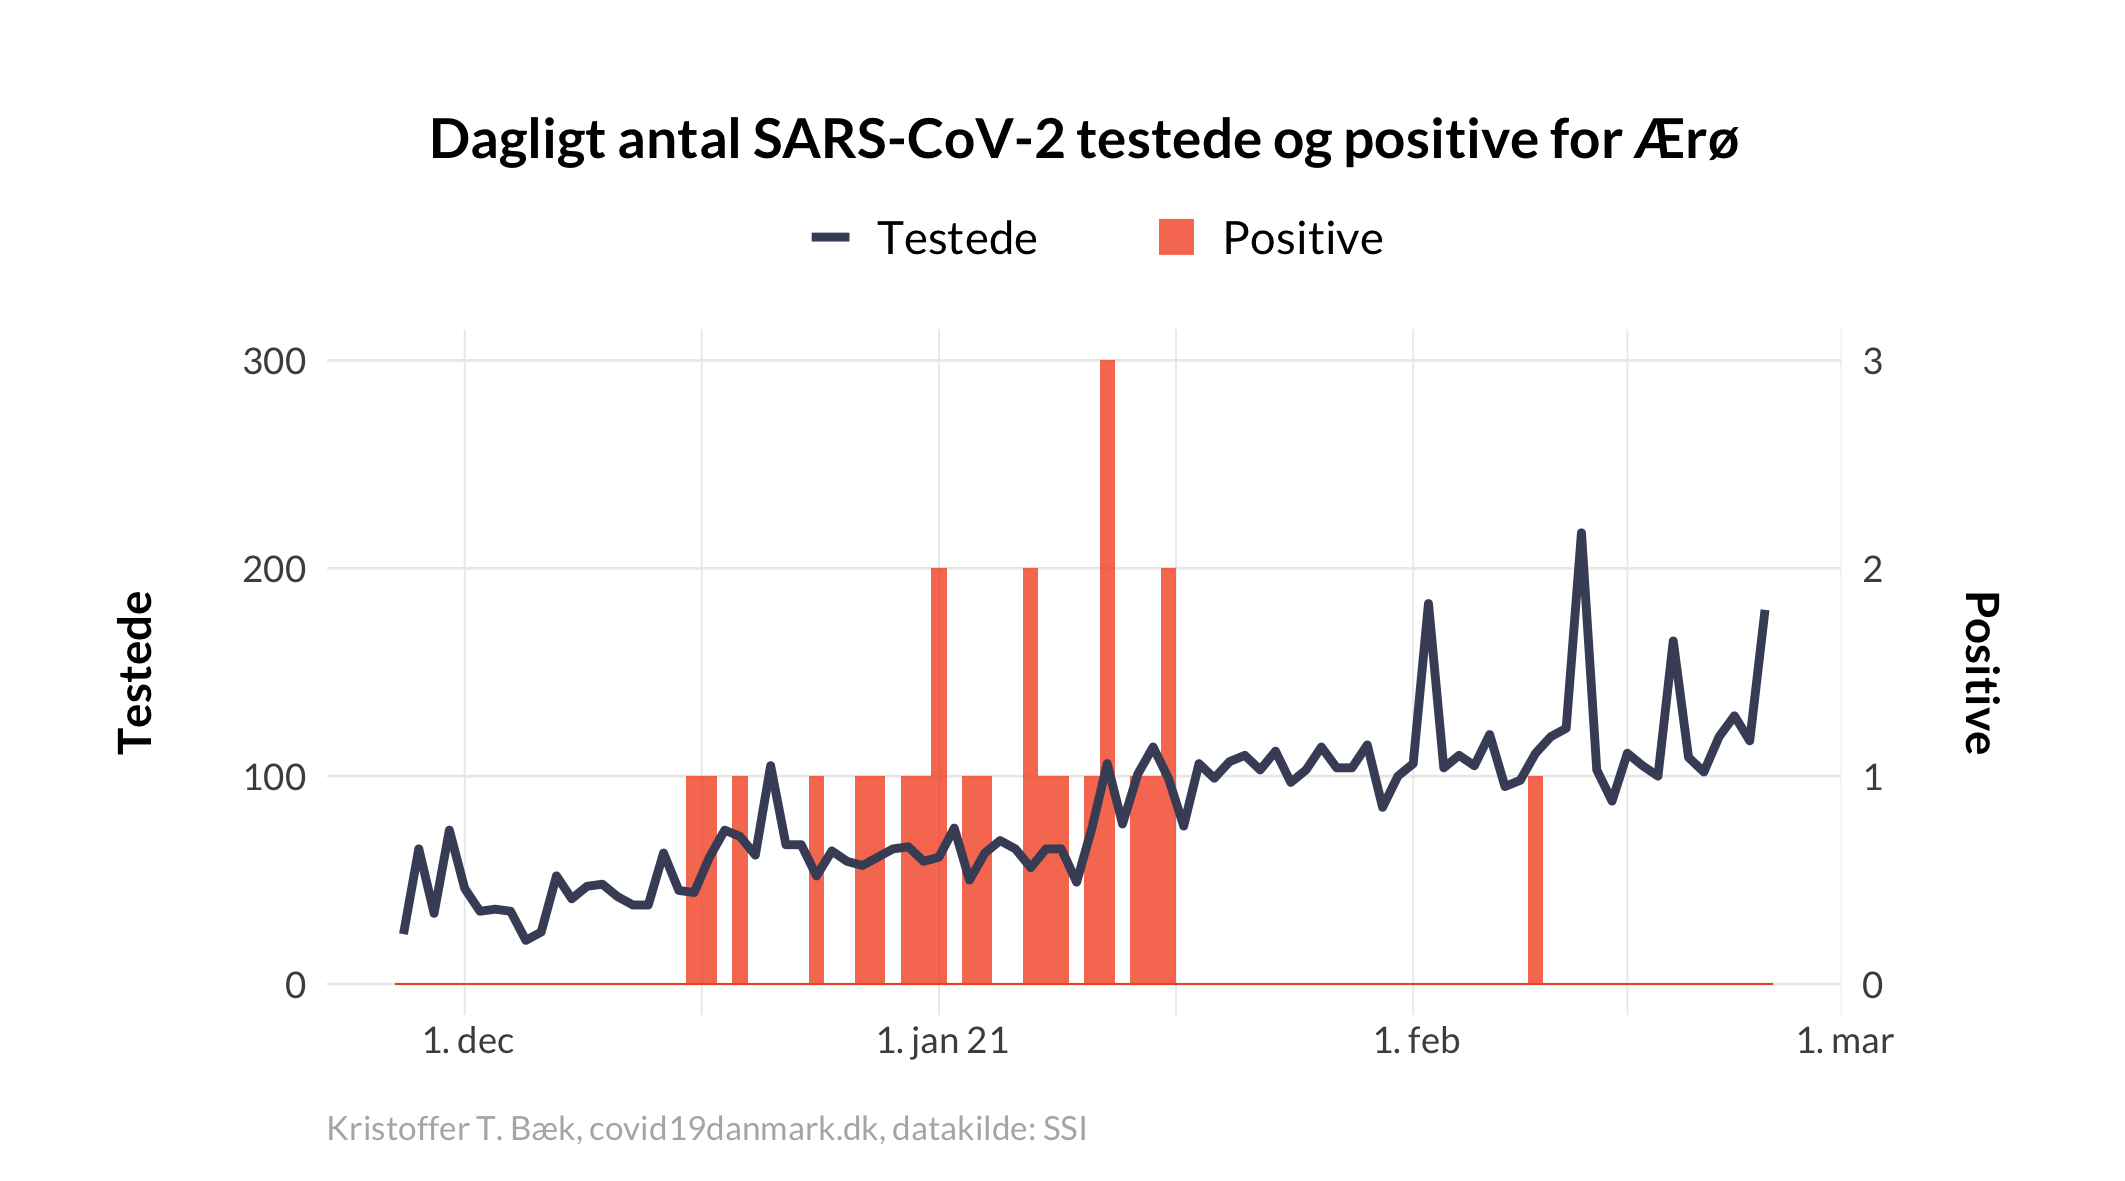 Dagligt antal SARS-CoV-2 testede og positive for Ærø
Testede Positive
300 3
200 2
100 1
0 0
Testede
Positive
1. dec 1. jan 21 1. feb 1. mar
Kristoffer T. Bæk, covid19danmark.dk, datakilde: SSI